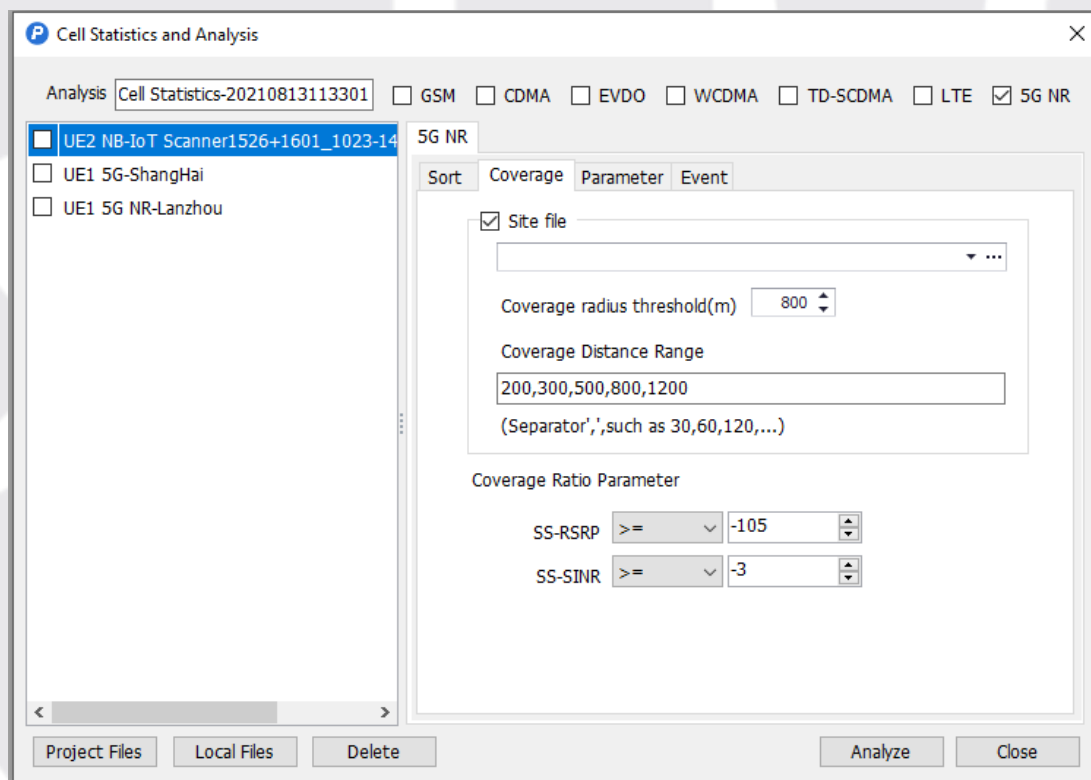 Cell Statistics and Analysis
Analysis Cell Statistics-20210813113301 GSM CDMA EVDO WCDMA TD-SCDMA LTE 5G NR
UE2 NB-IoT Scanner1526+1601_1023-14
UE1 5G-ShangHai
UE1 5G NR-Lanzhou
5G NR
Sort Coverage Parameter Event
Site file
Coverage radius threshold(m) 800
Coverage Distance Range
200,300,500,800,1200
(Separator',',such as 30,60,120,...)
Coverage Ratio Parameter
SS-RSRP >= -105
SS-SINR >= -3
Project Files Local Files Delete Analyze Close